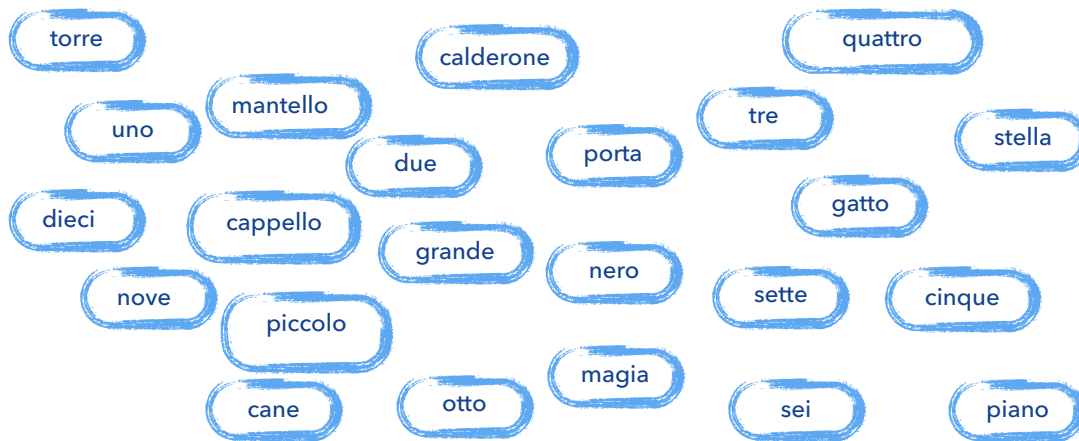 torre
calderone
quattro
mantello
tre
uno
stella
due
porta
gatto
dieci
cappello
grande
nero
nove
sette
cinque
piccolo
magia
cane
otto
sei
piano